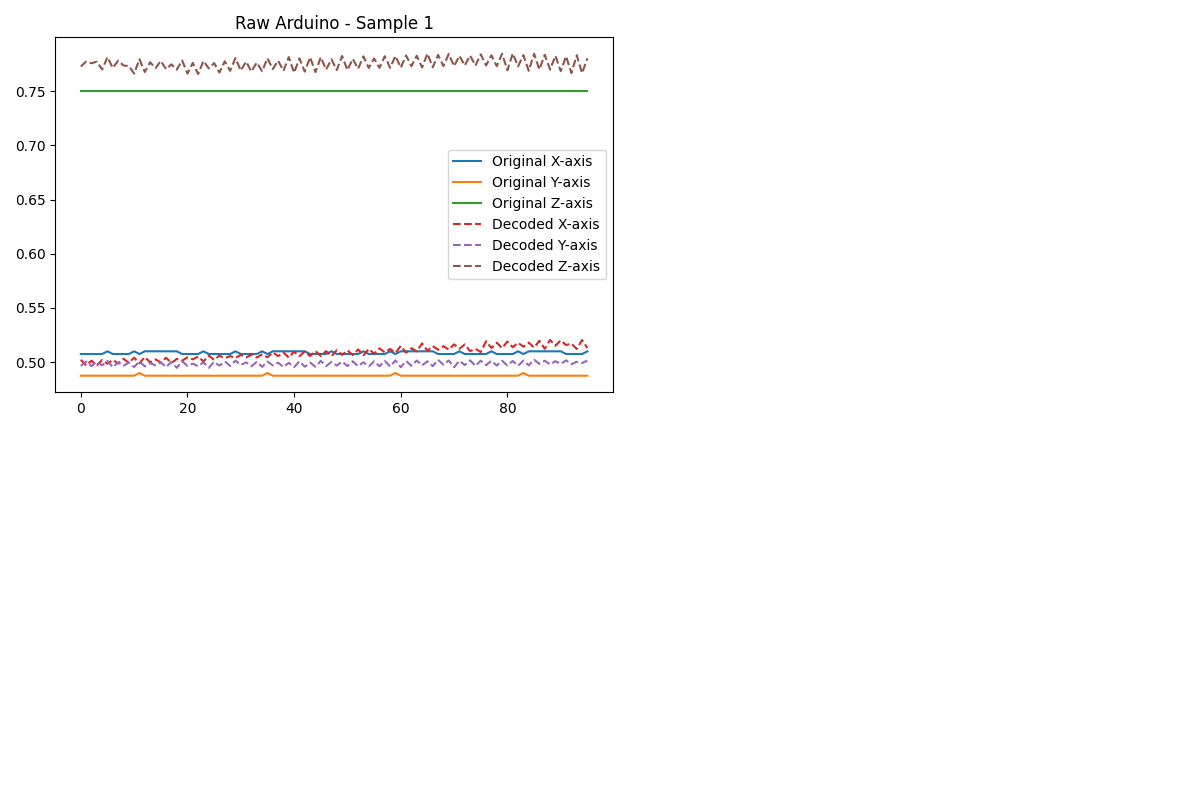 Raw Arduino - Sample 1
0.75
0.70
0.65
0.60
0.55
0.50
Original X-axis
Original Y-axis
Original Z-axis
Decoded X-axis
Decoded Y-axis
Decoded Z-axis
0 20 40 60 80